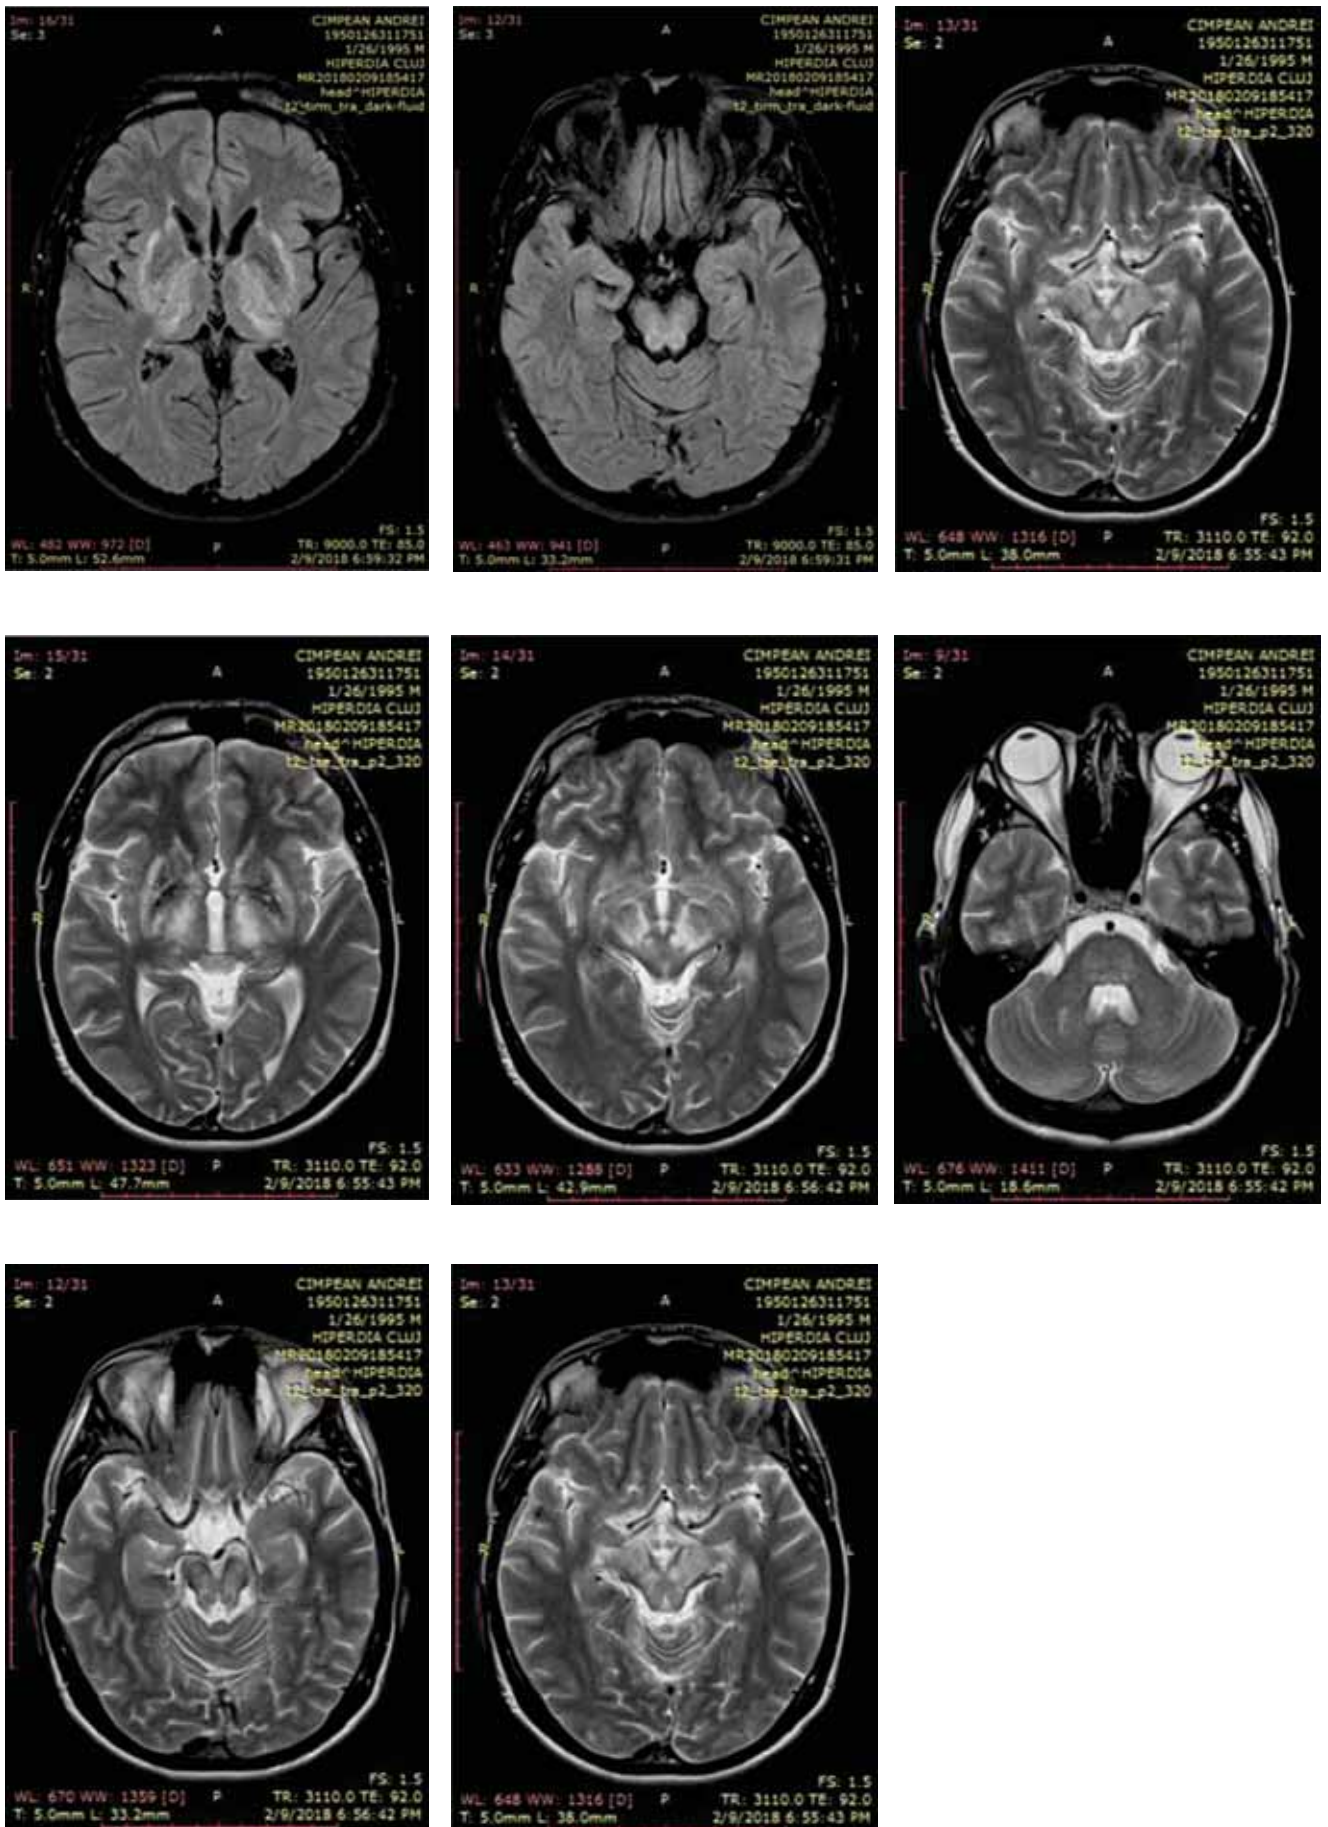 Im: 16/31
Se: 3
A
CIMPEAN ANDREI
1950126311751
1/26/1995 M
HIPERDIA CLUJ
MR20180209185417
head^HIPERDIA
t2_tirm_tra_dark-fluid
R
L
FS: 1.5
WL: 482 WW: 972 [D]
P
TR: 9000.0 TE: 85.0
T: 5.0mm L: 52.6mm
2/9/2018 6:59:32 PM
Im: 12/31
Se: 3
A
CIMPEAN ANDREI
1950126311751
1/26/1995 M
HIPERDIA CLUJ
MR20180209185417
head^HIPERDIA
t2_tirm_tra_dark-fluid
R
L
FS: 1.5
WL: 463 WW: 941 [D]
P
TR: 9000.0 TE: 85.0
T: 5.0mm L: 33.2mm
2/9/2018 6:59:31 PM
Im: 13/31
Se: 2
A
CIMPEAN ANDREI
1950126311751
1/26/1995 M
HIPERDIA CLUJ
MR20180209185417
head^HIPERDIA
t2_tse_tra_p2_320
L
FS: 1.5
WL: 648 WW: 1316 [D]
P
TR: 3110.0 TE: 92.0
T: 5.0mm L: 38.0mm
2/9/2018 6:55:43 PM
Im: 15/31
Se: 2
A
CIMPEAN ANDREI
1950126311751
1/26/1995 M
HIPERDIA CLUJ
MR20180209185417
head^HIPERDIA
t2_tse_tra_p2_320
L
FS: 1.5
WL: 651 WW: 1323 [D]
P
TR: 3110.0 TE: 92.0
T: 5.0mm L: 47.7mm
2/9/2018 6:55:43 PM
Im: 14/31
Se: 2
A
CIMPEAN ANDREI
1950126311751
1/26/1995 M
HIPERDIA CLUJ
MR20180209185417
head^HIPERDIA
t2_tse_tra_p2_320
L
FS: 1.5
WL: 633 WW: 1288 [D]
P
TR: 3110.0 TE: 92.0
T: 5.0mm L: 42.9mm
2/9/2018 6:56:42 PM
Im: 9/31
Se: 2
A
CIMPEAN ANDREI
1950126311751
1/26/1995 M
HIPERDIA CLUJ
MR20180209185417
head^HIPERDIA
t2_tse_tra_p2_320
FS: 1.5
WL: 676 WW: 1411 [D]
P
TR: 3110.0 TE: 92.0
T: 5.0mm L: 18.6mm
2/9/2018 6:55:42 PM
Im: 12/31
Se: 2
A
CIMPEAN ANDREI
1950126311751
1/26/1995 M
HIPERDIA CLUJ
MR20180209185417
head^HIPERDIA
t2_tse_tra_p2_320
L
FS: 1.5
WL: 670 WW: 1359 [D]
P
TR: 3110.0 TE: 92.0
T: 5.0mm L: 33.2mm
2/9/2018 6:56:42 PM
Im: 13/31
Se: 2
A
CIMPEAN ANDREI
1950126311751
1/26/1995 M
HIPERDIA CLUJ
MR20180209185417
head^HIPERDIA
t2_tse_tra_p2_320
L
FS: 1.5
WL: 648 WW: 1316 [D]
P
TR: 3110.0 TE: 92.0
T: 5.0mm L: 38.0mm
2/9/2018 6:55:43 PM